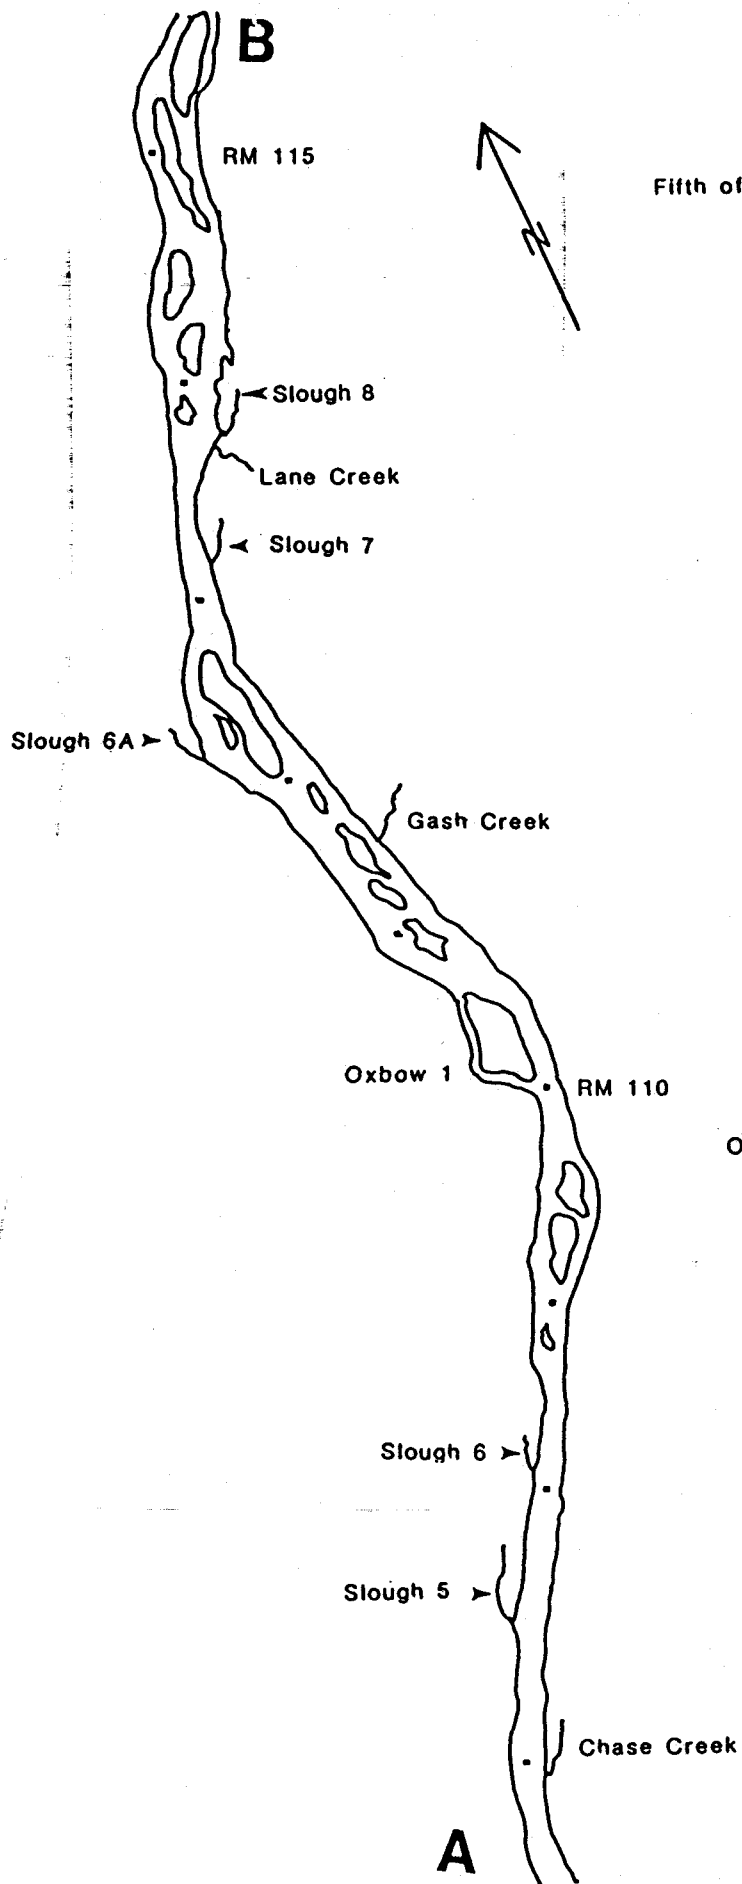 B
RM 115
Fifth of
Slough 8
Lane Creek
Slough 7
Slough 6A
Gash Creek
Oxbow 1
RM 110
O
Slough 6
Slough 5
Chase Creek
A